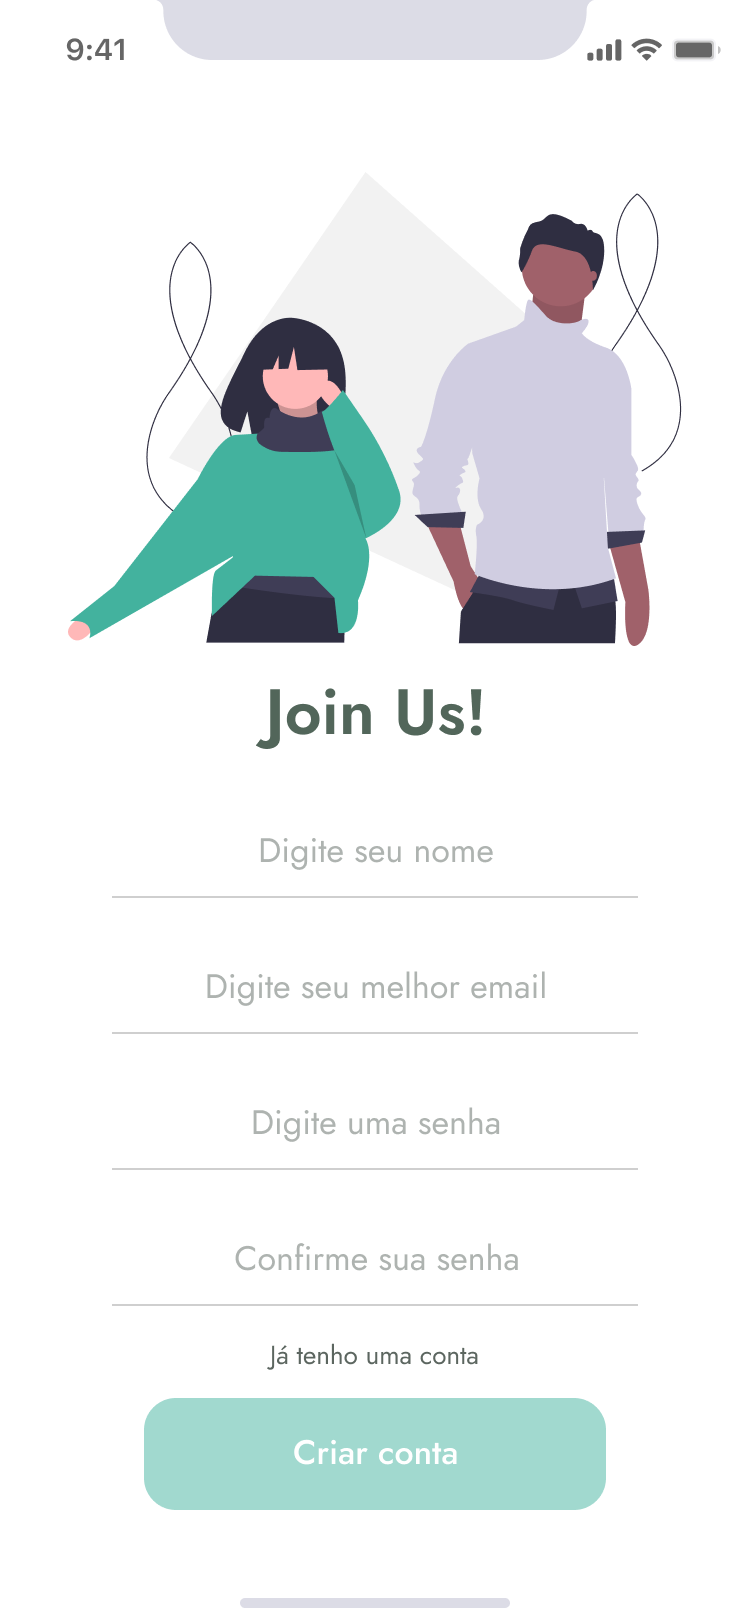 9:41
Join Us!
Digite seu nome
Digite seu melhor email
Digite uma senha
Confirme sua senha
Já tenho uma conta
Criar conta